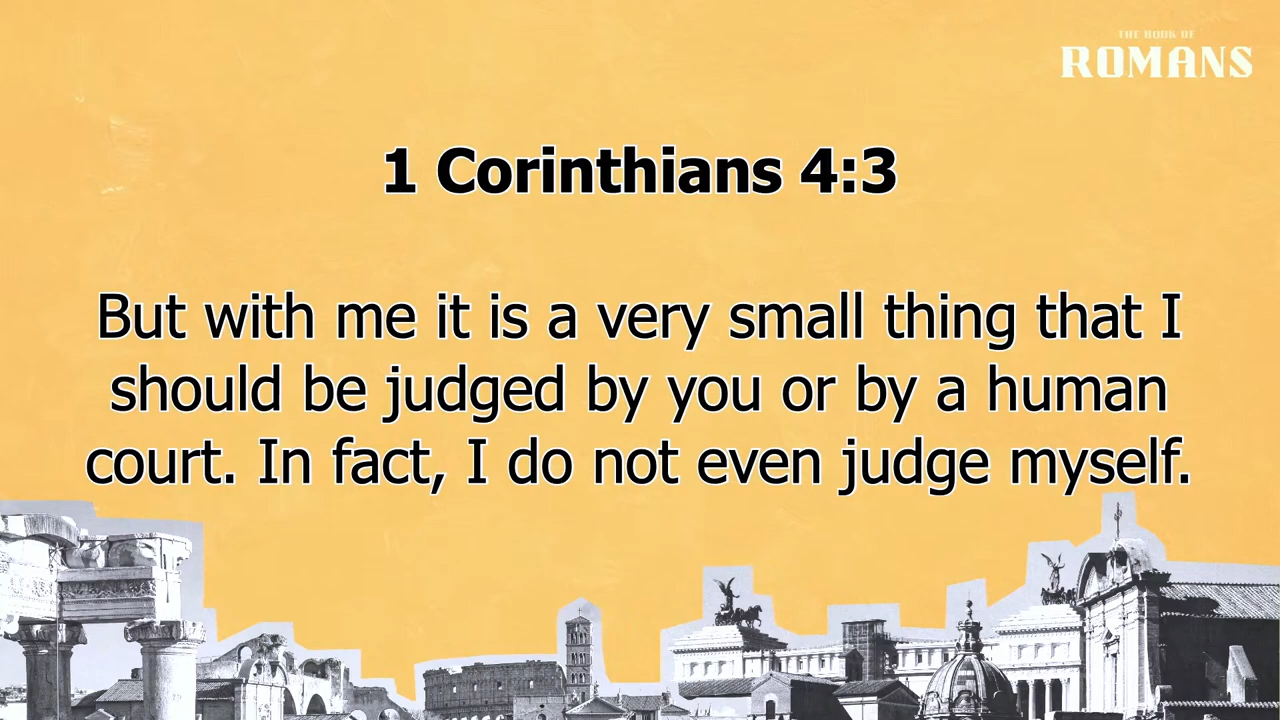 THE BOOK OF
ROMANS
1 Corinthians 4:3
But with me it is a very small thing that I
should be judged by you or by a human
court. In fact, I do not even judge myself.